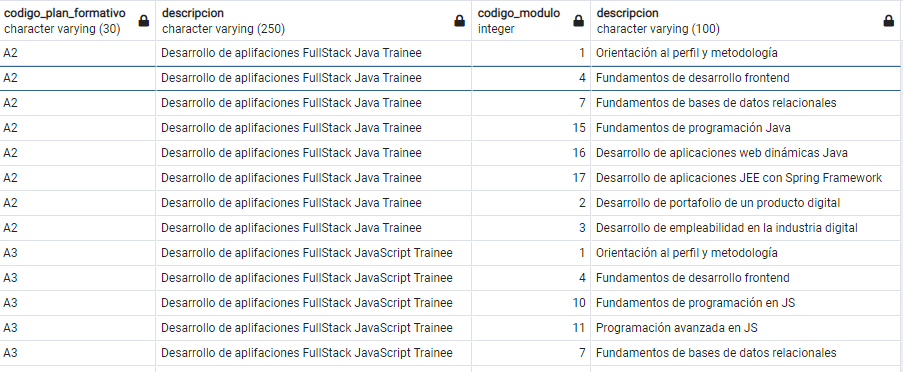 codigo_plan_formativo descripcion codigo_modulo descripcion
character varying (30) character varying (250) integer character varying (100)
A2 Desarrollo de aplifaciones FullStack Java Trainee 1 Orientación al perfil y metodología
A2 Desarrollo de aplifaciones FullStack Java Trainee 4 Fundamentos de desarrollo frontend
A2 Desarrollo de aplifaciones FullStack Java Trainee 7 Fundamentos de bases de datos relacionales
A2 Desarrollo de aplifaciones FullStack Java Trainee 15 Fundamentos de programación Java
A2 Desarrollo de aplifaciones FullStack Java Trainee 16 Desarrollo de aplicaciones web dinámicas Java
A2 Desarrollo de aplifaciones FullStack Java Trainee 17 Desarrollo de aplicaciones JEE con Spring Framework
A2 Desarrollo de aplifaciones FullStack Java Trainee 2 Desarrollo de portafolio de un producto digital
A2 Desarrollo de aplifaciones FullStack Java Trainee 3 Desarrollo de empleabilidad en la industria digital
A3 Desarrollo de aplifaciones FullStack JavaScript Trainee 1 Orientación al perfil y metodología
A3 Desarrollo de aplifaciones FullStack JavaScript Trainee 4 Fundamentos de desarrollo frontend
A3 Desarrollo de aplifaciones FullStack JavaScript Trainee 10 Fundamentos de programación en JS
A3 Desarrollo de aplifaciones FullStack JavaScript Trainee 11 Programación avanzada en JS
A3 Desarrollo de aplifaciones FullStack JavaScript Trainee 7 Fundamentos de bases de datos relacionales